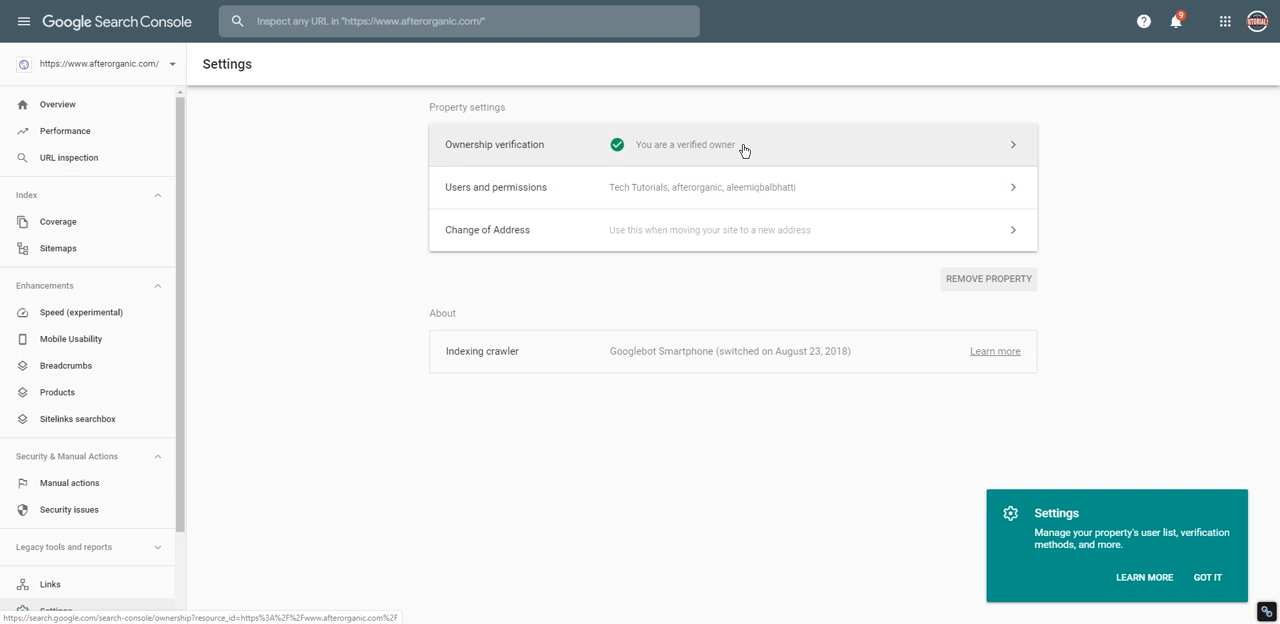 Google Search Console
Inspect any URL in "https://www.afterorganic.com/"
9
TUTORIALS
https://www.afterorganic.com/
Settings
Overview
Performance
URL inspection
Index
Coverage
Sitemaps
Enhancements
Speed (experimental)
Mobile Usability
Breadcrumbs
Products
Sitelinks searchbox
Security & Manual Actions
Manual actions
Security issues
Legacy tools and reports
Links
Settings
Property settings
Ownership verification
You are a verified owner
Users and permissions
Tech Tutorials, afterorganic, aleemiqbalbhatti
Change of Address
Use this when moving your site to a new address
REMOVE PROPERTY
About
Indexing crawler
Googlebot Smartphone (switched on August 23, 2018)
Learn more
Settings
Manage your property's user list, verification
methods, and more.
LEARN MORE
GOT IT
https://search.google.com/search-console/ownership?resource_id=https%3A%2F%2Fwww.afterorganic.com%2F